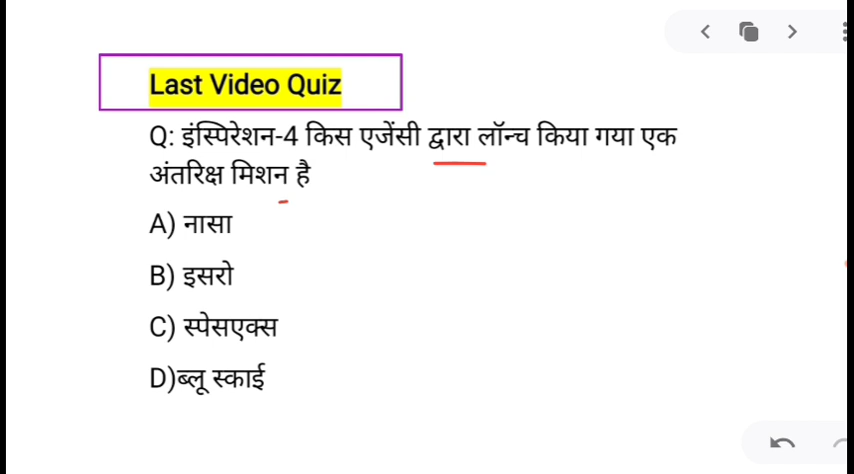 Last Video Quiz
Q: इंस्पिरेशन-4 किस एजेंसी द्वारा लॉन्च किया गया एक
अंतरिक्ष मिशन है
A) नासा
B) इसरो
C) स्पेसएक्स
D)ब्लू स्काई